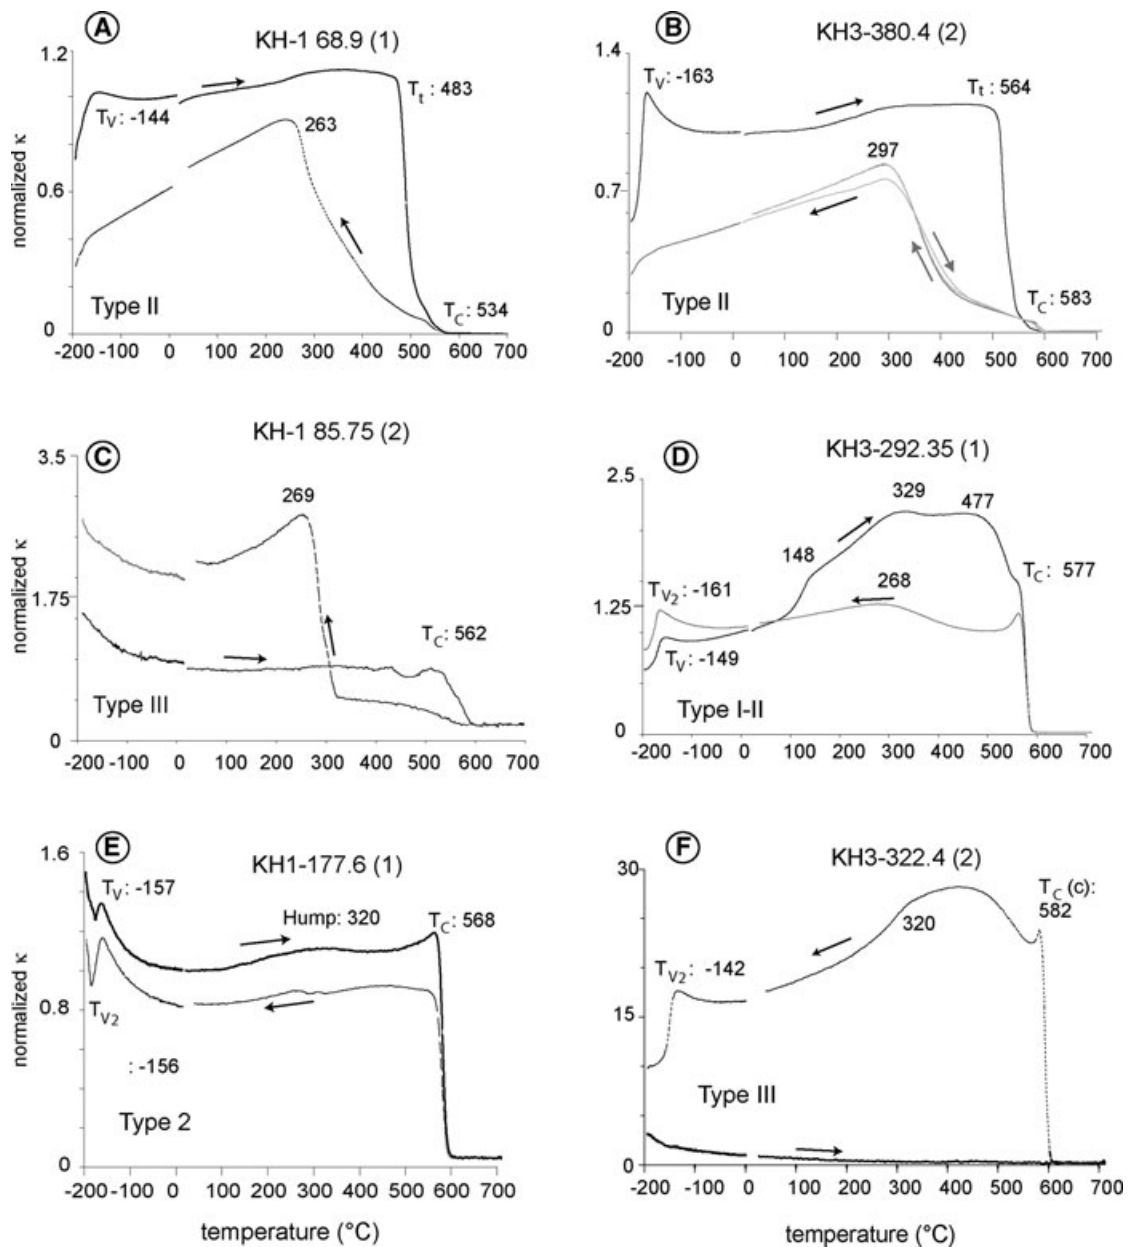 A
KH-1 68.9 (1)
1.2
0.6
0
normalized κ
T_V : -144
T_t : 483
263
T_C : 534
Type II
-200 -100 0 100 200 300 400 500 600 700
B
KH3-380.4 (2)
1.4
0.7
0
T_V : -163
T_t : 564
297
T_C : 583
Type II
-200 -100 0 100 200 300 400 500 600 700
C
KH-1 85.75 (2)
3.5
1.75
0
normalized κ
269
T_C : 562
Type III
-200 -100 0 100 200 300 400 500 600 700
D
KH3-292.35 (1)
2.5
1.25
0
329
477
148
T_C : 577
T_V2 : -161
268
T_V : -149
Type I-II
-200 -100 0 100 200 300 400 500 600 700
E
KH1-177.6 (1)
1.6
0.8
0
normalized κ
T_V : -157
Hump: 320
T_C : 568
T_V2
: -156
Type 2
-200 -100 0 100 200 300 400 500 600 700
temperature (°C)
F
KH3-322.4 (2)
30
15
0
T_C (c):
582
320
T_V2 : -142
Type III
-200 -100 0 100 200 300 400 500 600 700
temperature (°C)